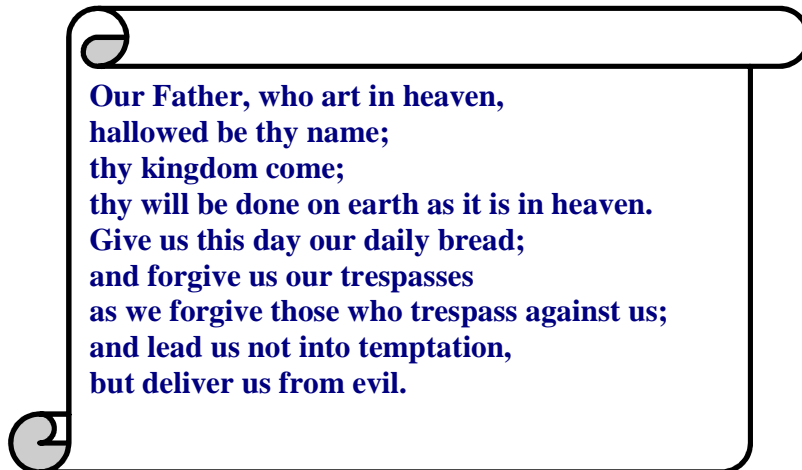 Our Father, who art in heaven,
hallowed be thy name;
thy kingdom come;
thy will be done on earth as it is in heaven.
Give us this day our daily bread;
and forgive us our trespasses
as we forgive those who trespass against us;
and lead us not into temptation,
but deliver us from evil.